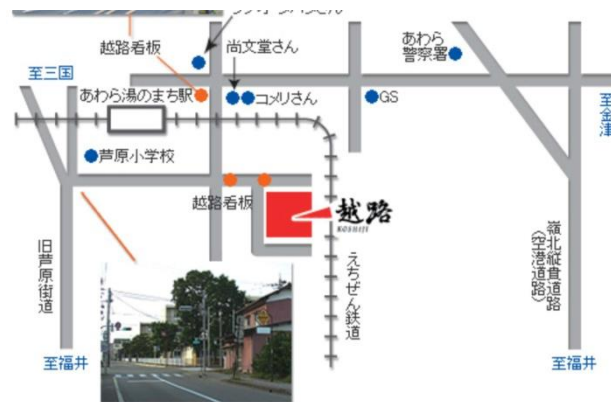 越路看板
尚文堂さん
あわら
警察署
至三国
あわら湯のまち駅
コメリさん
GS
至金津
芦原小学校
越路看板
越路
KOSHIJI
旧芦原街道
えちぜん鉄道
嶺北縦貫道路
(空港道路)
至福井
至福井